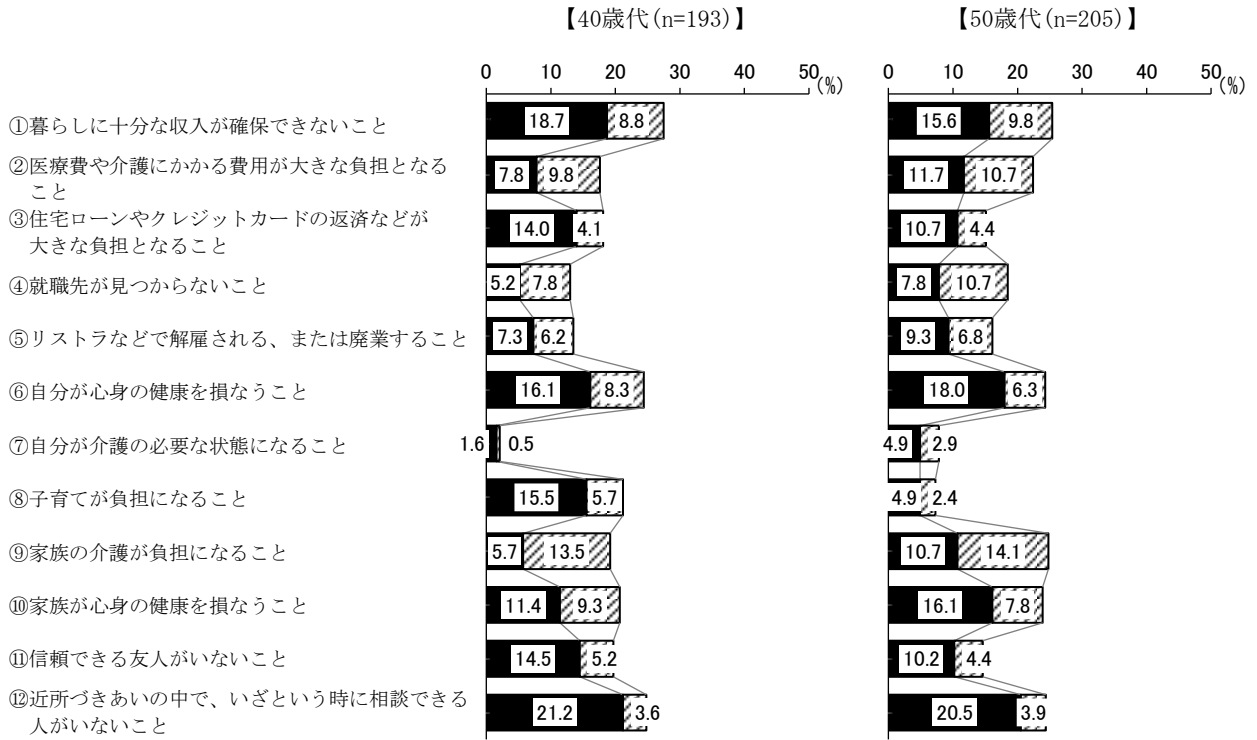 【40歳代(n=193)】 【50歳代(n=205)】
0 10 20 30 40 50 (%) 0 10 20 30 40 50 (%)
①暮らしに十分な収入が確保できないこと 18.7 8.8 15.6 9.8
②医療費や介護にかかる費用が大きな負担となる
こと 7.8 9.8 11.7 10.7
③住宅ローンやクレジットカードの返済などが
大きな負担となること 14.0 4.1 10.7 4.4
④就職先が見つからないこと 5.2 7.8 7.8 10.7
⑤リストラなどで解雇される、または廃業すること 7.3 6.2 9.3 6.8
⑥自分が心身の健康を損なうこと 16.1 8.3 18.0 6.3
⑦自分が介護の必要な状態になること 1.6 0.5 4.9 2.9
⑧子育てが負担になること 15.5 5.7 4.9 2.4
⑨家族の介護が負担になること 5.7 13.5 10.7 14.1
⑩家族が心身の健康を損なうこと 11.4 9.3 16.1 7.8
⑪信頼できる友人がいないこと 14.5 5.2 10.2 4.4
⑫近所づきあいの中で、いざという時に相談できる
人がいないこと 21.2 3.6 20.5 3.9